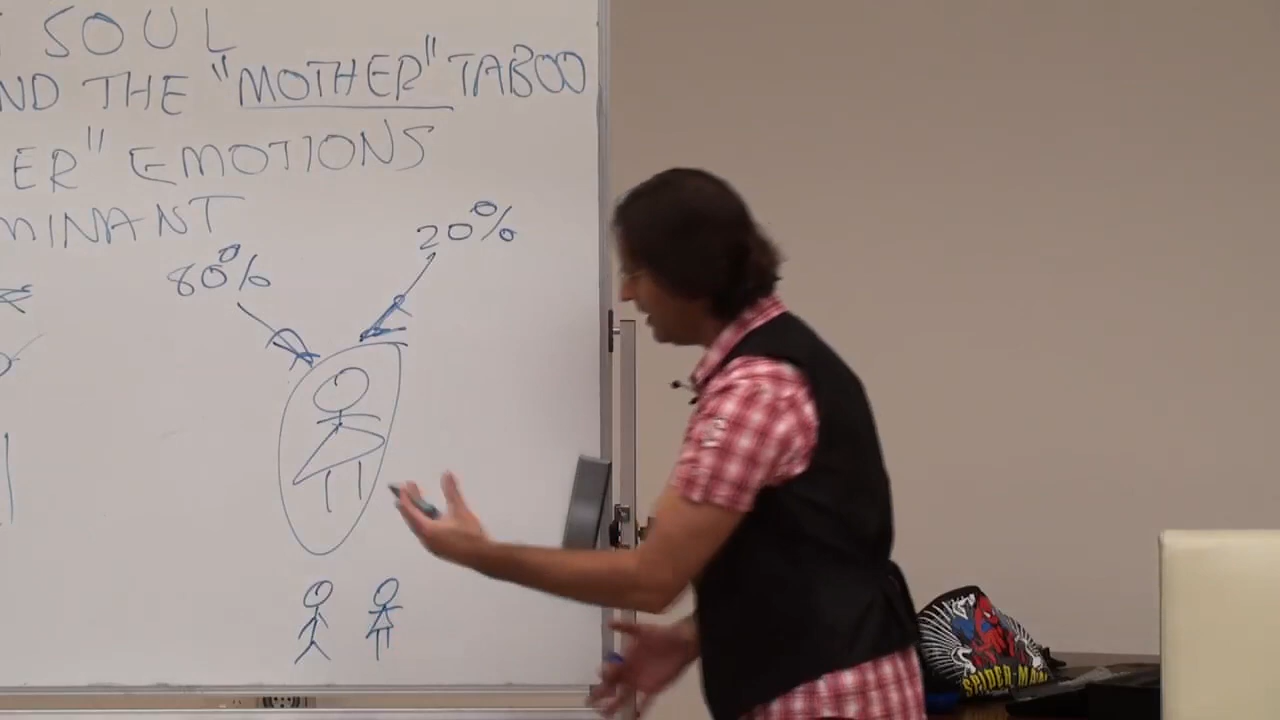 SOUL
ND THE "MOTHER" TABOO
ER" EMOTIONS
MINANT
20%
80%
SPIDER-MAN